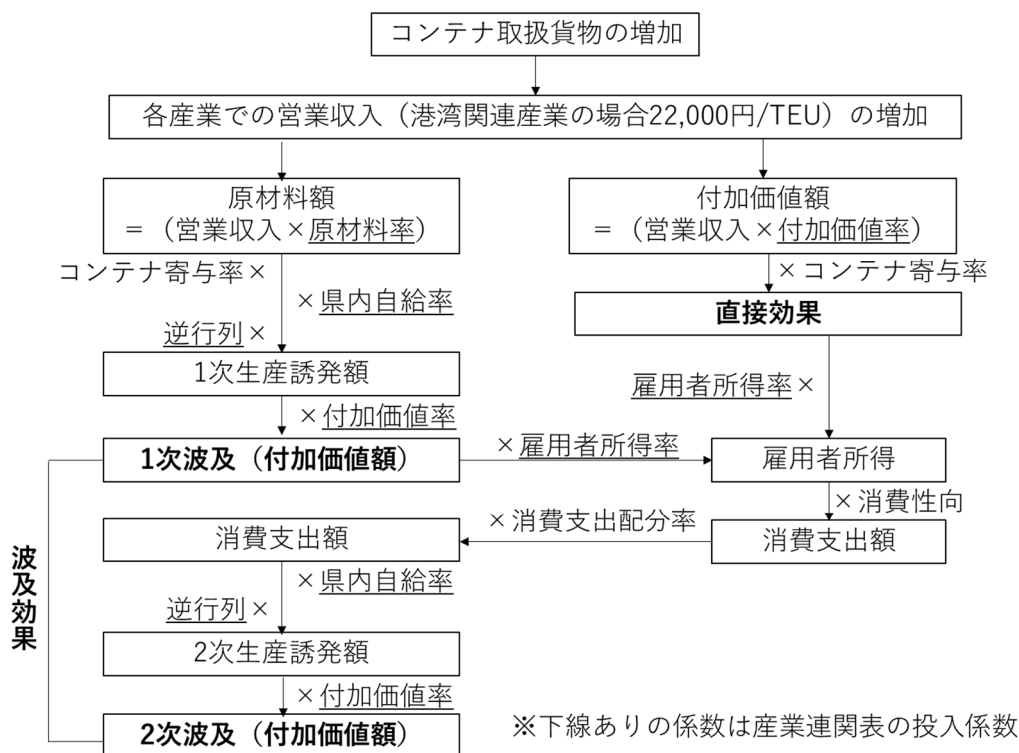 コンテナ取扱貨物の増加
各産業での営業収入（港湾関連産業の場合22,000円/TEU）の増加
原材料額
＝（営業収入×原材料率）
付加価値額
＝（営業収入×付加価値率）
コンテナ寄与率×
×県内自給率
逆行列×
×コンテナ寄与率
直接効果
1次生産誘発額
×付加価値率
雇用者所得率×
1次波及（付加価値額）
×雇用者所得率
雇用者所得
×消費性向
消費支出額
×消費支出配分率
消費支出額
×県内自給率
逆行列×
2次生産誘発額
×付加価値率
2次波及（付加価値額）
波及効果
※下線ありの係数は産業連関表の投入係数